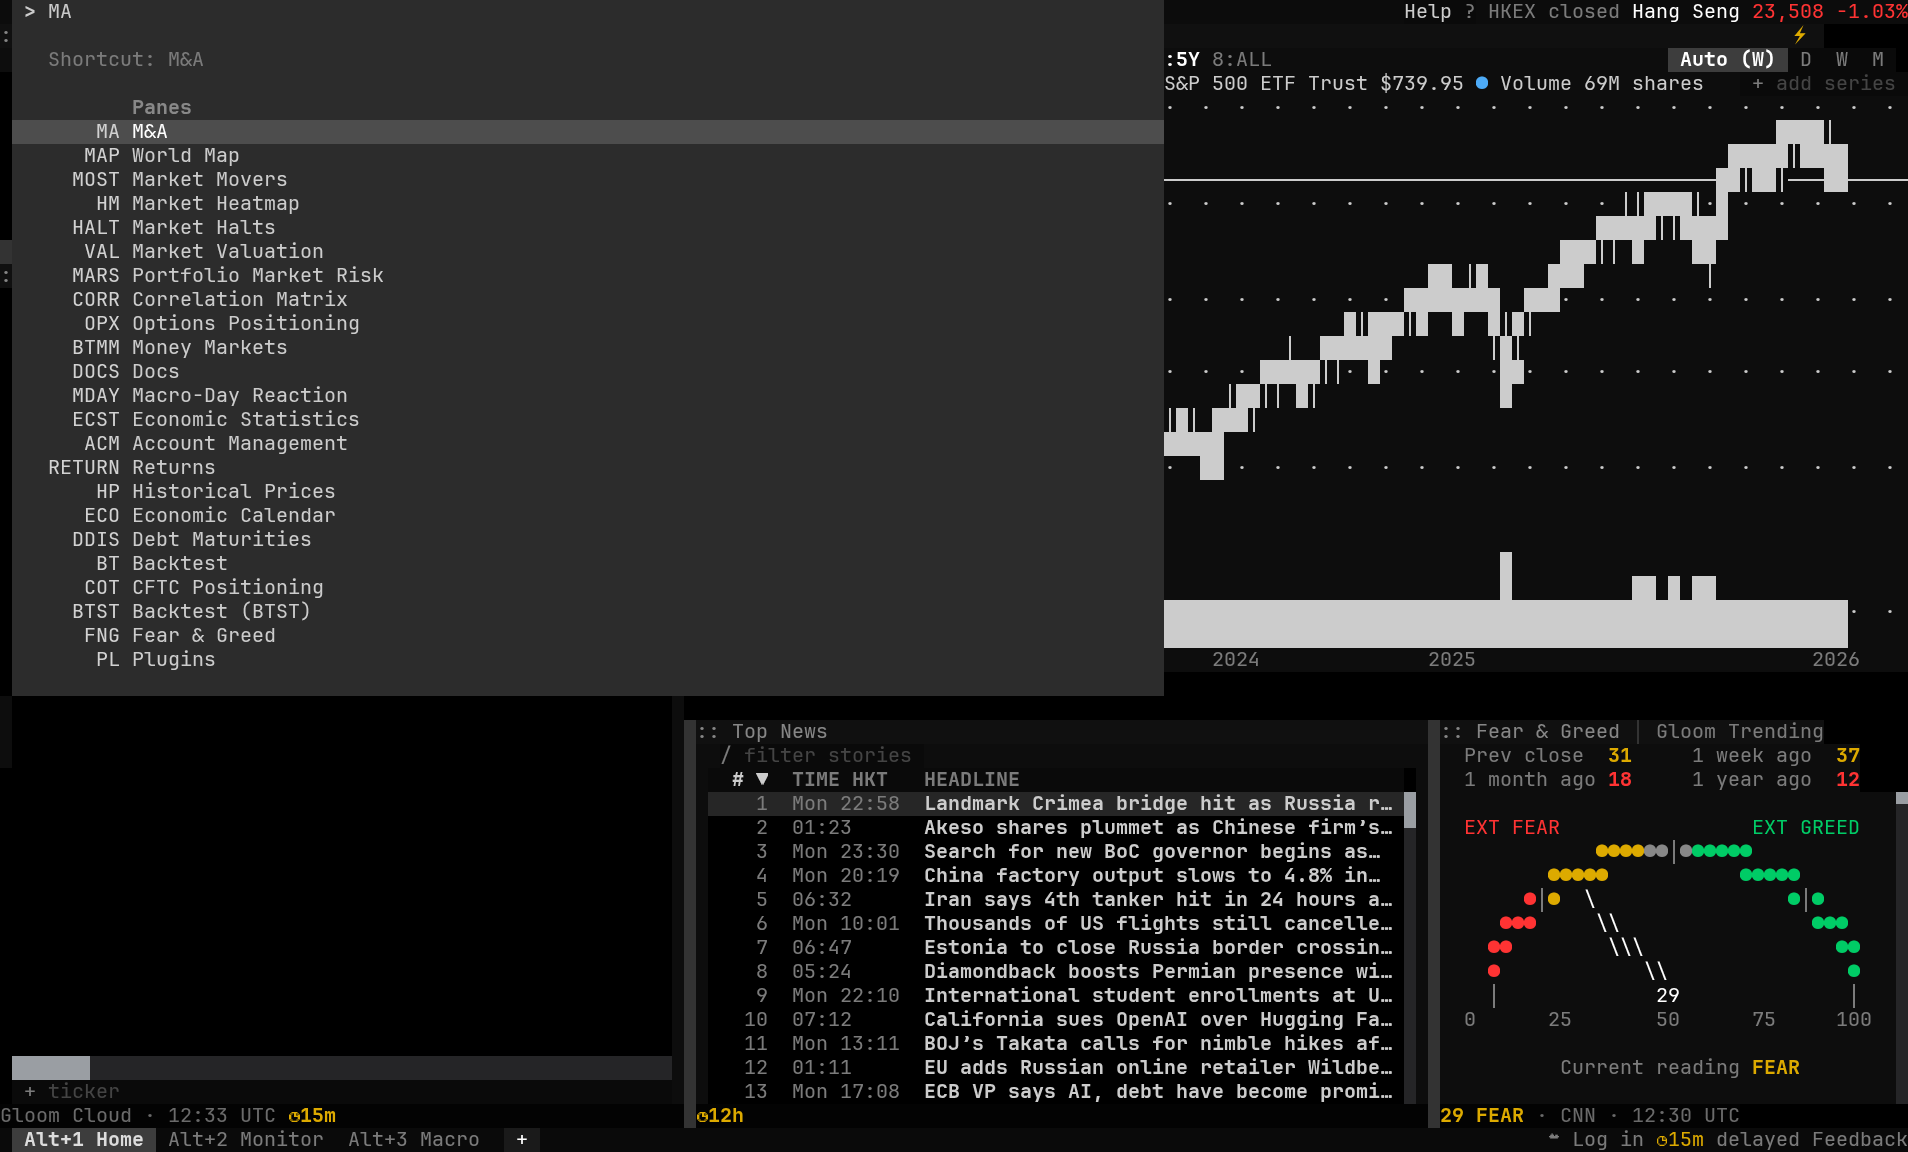 > MA
Help ? HKEX closed Hang Seng 23,508 -1.03%
Shortcut: M&A
:5Y 8:ALL Auto (W) D W M
S&P 500 ETF Trust $739.95 ● Volume 69M shares + add series
Panes
MA M&A
MAP World Map
MOST Market Movers
HM Market Heatmap
HALT Market Halts
VAL Market Valuation
MARS Portfolio Market Risk
CORR Correlation Matrix
OPX Options Positioning
BTMM Money Markets
DOCS Docs
MDAY Macro-Day Reaction
ECST Economic Statistics
ACM Account Management
RETURN Returns
HP Historical Prices
ECO Economic Calendar
DDIS Debt Maturities
BT Backtest
COT CFTC Positioning
BTST Backtest (BTST)
FNG Fear & Greed
PL Plugins
2024 2025 2026
:: Top News
/ filter stories
# ▼ TIME HKT HEADLINE
1 Mon 22:58 Landmark Crimea bridge hit as Russia r…
2 01:23 Akeso shares plummet as Chinese firm’s…
3 Mon 23:30 Search for new BoC governor begins as…
4 Mon 20:19 China factory output slows to 4.8% in…
5 06:32 Iran says 4th tanker hit in 24 hours a…
6 Mon 10:01 Thousands of US flights still cancelle…
7 06:47 Estonia to close Russia border crossin…
8 05:24 Diamondback boosts Permian presence wi…
9 Mon 22:10 International student enrollments at U…
10 07:12 California sues OpenAI over Hugging Fa…
11 Mon 13:11 BOJ’s Takata calls for nimble hikes af…
12 01:11 EU adds Russian online retailer Wildbe…
13 Mon 17:08 ECB VP says AI, debt have become promi…
12h
:: Fear & Greed | Gloom Trending
Prev close 31 1 week ago 37
1 month ago 18 1 year ago 12
EXT FEAR EXT GREED
29
0 25 50 75 100
Current reading FEAR
29 FEAR · CNN · 12:30 UTC
+ ticker
Gloom Cloud · 12:33 UTC 15m
Alt+1 Home Alt+2 Monitor Alt+3 Macro +
Log in 15m delayed Feedback